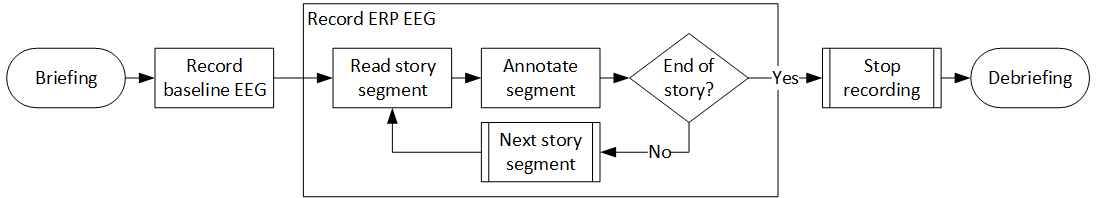 Record ERP EEG
Briefing
Record
baseline EEG
Read story
segment
Annotate
segment
End of
story?
Yes
Stop
recording
Debriefing
No
Next story
segment